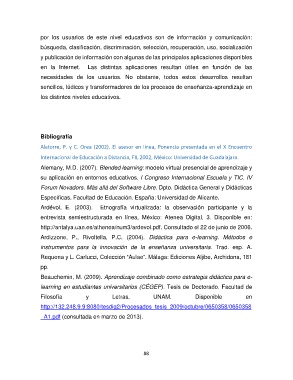 por los usuarios de este nivel educativos son de información y comunicación:
búsqueda, clasificación, discriminación, selección, recuperación, uso, socialización
y publicación de información con algunas de las principales aplicaciones disponibles
en la Internet. Las distintas aplicaciones resultan útiles en función de las
necesidades de los usuarios. No obstante, todos estos desarrollos resultan
sencillos, lúdicos y transformadores de los procesos de enseñanza-aprendizaje en
los distintos niveles educativos.
Bibliografía
Alatorre, P. y C. Orea (2002). El asesor en línea, Ponencia presentada en el X Encuentro
Internacional de Educación a Distancia, FIL 2002, México: Universidad de Guadalajara.
Alemany, M.D. (2007). Blended learning: modelo virtual presencial de aprendizaje y
su aplicación en entornos educativos. I Congreso Internacional Escuela y TIC. IV
Forum Novadors. Más allá del Software Libre. Dpto. Didáctica General y Didácticas
Específicas. Facultad de Educación. España: Universidad de Alicante.
Ardévol, E. (2003). Etnografía virtualizada: la observación participante y la
entrevista semiestructurada en línea, México: Atenea Digital, 3. Disponible en:
http://antalya.uan.es/athoneainum3/ardevol.pdf. Consultado el 22 de junio de 2006.
Ardizzone, P., Rivoltella, P.C. (2004). Didáctica para e-learning. Métodos e
instrumentos para la innovación de la enseñanza universitaria. Trad. esp. A.
Requena y L. Carlucci, Colección "Aulae". Málaga: Ediciones Aljibe, Archidona, 181
pp.
Beauchemin, M. (2009). Aprendizaje combinado como estrategia didáctica para e-
learning en estudiantes universitarios (CÉGEP). Tesis de Doctorado. Facultad de
Filosofía y Letras, UNAM. Disponible en
http://132.248.9.9:8080/tesdig2/Procesados_tesis_2009/octubre/0650358/0650358
_A1.pdf (consultada en marzo de 2013).
88